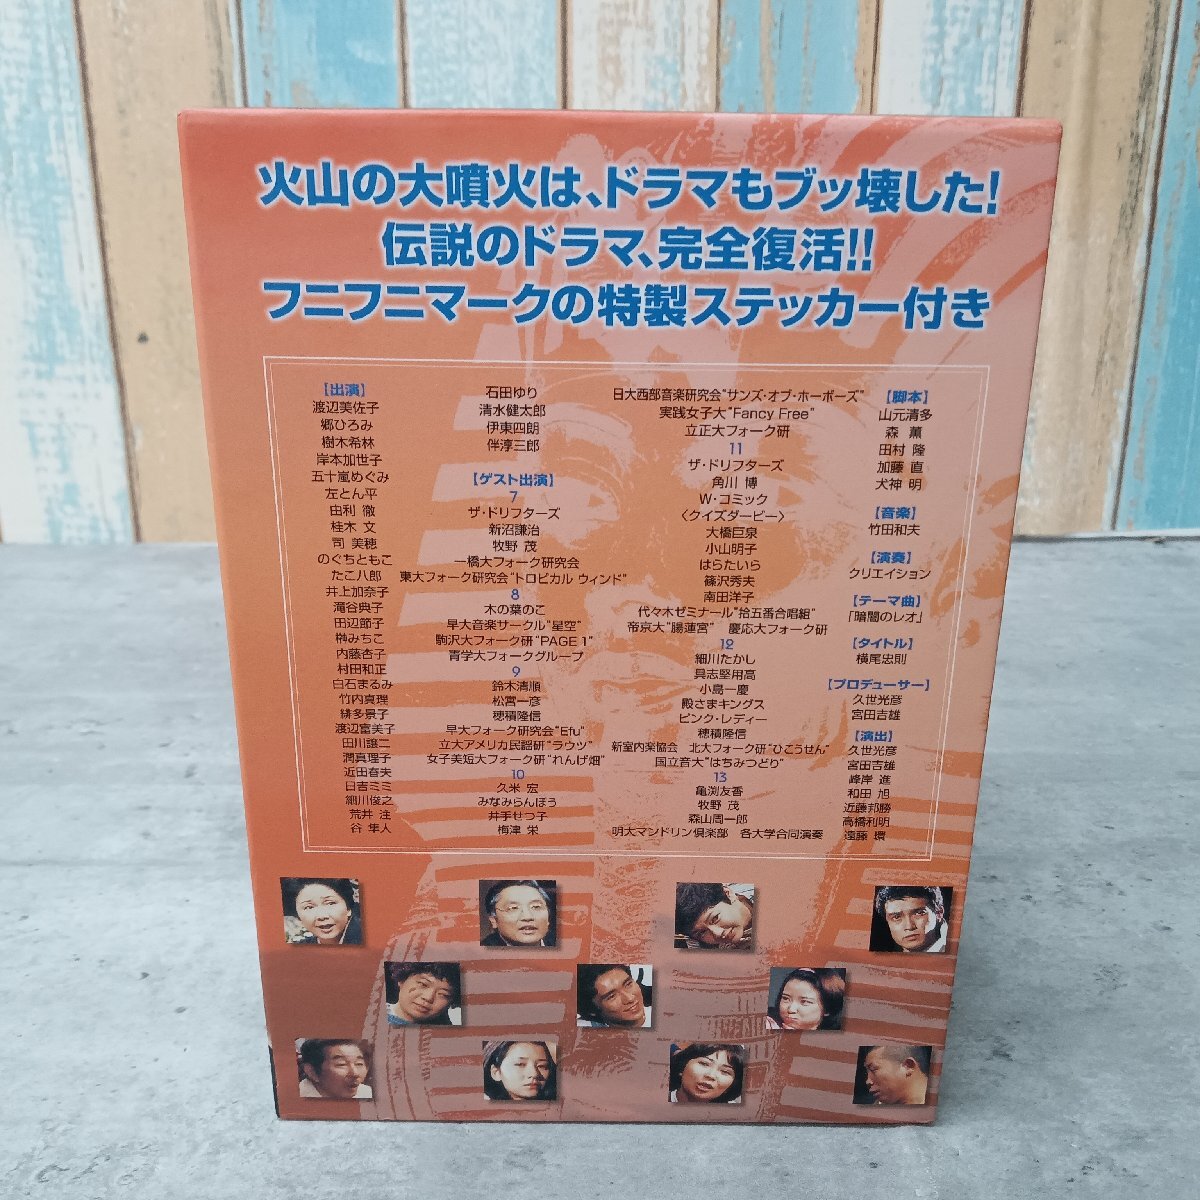 火山の大噴火は、ドラマもブッ壊した!
伝説のドラマ、完全復活!!
フニフニマークの特製ステッカー付き
【出演】
渡辺美佐子
郷ひろみ
樹木希林
岸本加世子
五十嵐めぐみ
左とん平
由利 徹
桂木 文
司 美穂
のぐちともこ
たこ八郎
井上加奈子
滝谷典子
田辺節子
榊みちこ
内藤杏子
村田和正
白石まるみ
竹内真理
緋多景子
渡辺富美子
田川譲二
潤真理子
近田春夫
日吉ミミ
細川俊之
荒井 注
谷 隼人
石田ゆり
清水健太郎
伊東四朗
伴淳三郎
【ゲスト出演】
7
ザ・ドリフターズ
新沼謙治
牧野 茂
一橋大フォーク研究会
東大フォーク研究会“トロピカル ウィンド”
8
木の葉のこ
早大音楽サークル“星空”
駒沢大フォーク研“PAGE 1”
青学大フォークグループ
9
鈴木清順
松宮一彦
穂積隆信
早大フォーク研究会“Efu”
立大アメリカ民謡研“ラウツ”
女子美短大フォーク研“れんげ畑”
10
久米 宏
みなみらんぼう
井手せつ子
梅津 栄
日大西部音楽研究会“サンズ・オブ・ホーボーズ”
実践女子大“Fancy Free”
立正大フォーク研
11
ザ・ドリフターズ
角川 博
W・コミック
〈クイズダービー〉
大橋巨泉
小山明子
はらたいら
篠沢秀夫
南田洋子
代々木ゼミナール“拾五番合唱組”
帝京大“腸蓮宮” 慶応大フォーク研
12
細川たかし
具志堅用高
小島一慶
殿さまキングス
ピンク・レディー
穂積隆信
新室内楽協会 北大フォーク研“ひこうせん”
国立音大“はちみつどり”
13
亀渕友香
牧野 茂
森山周一郎
明大マンドリン倶楽部 各大学合同演奏
【脚本】
山元清多
森 薫
田村 隆
加藤 直
犬神 明
【音楽】
竹田和夫
【演奏】
クリエイション
【テーマ曲】
「暗闇のレオ」
【タイトル】
横尾忠則
【プロデューサー】
久世光彦
宮田吉雄
【演出】
久世光彦
宮田吉雄
峰岸 進
和田 旭
近藤邦勝
高橋利明
遠藤 環